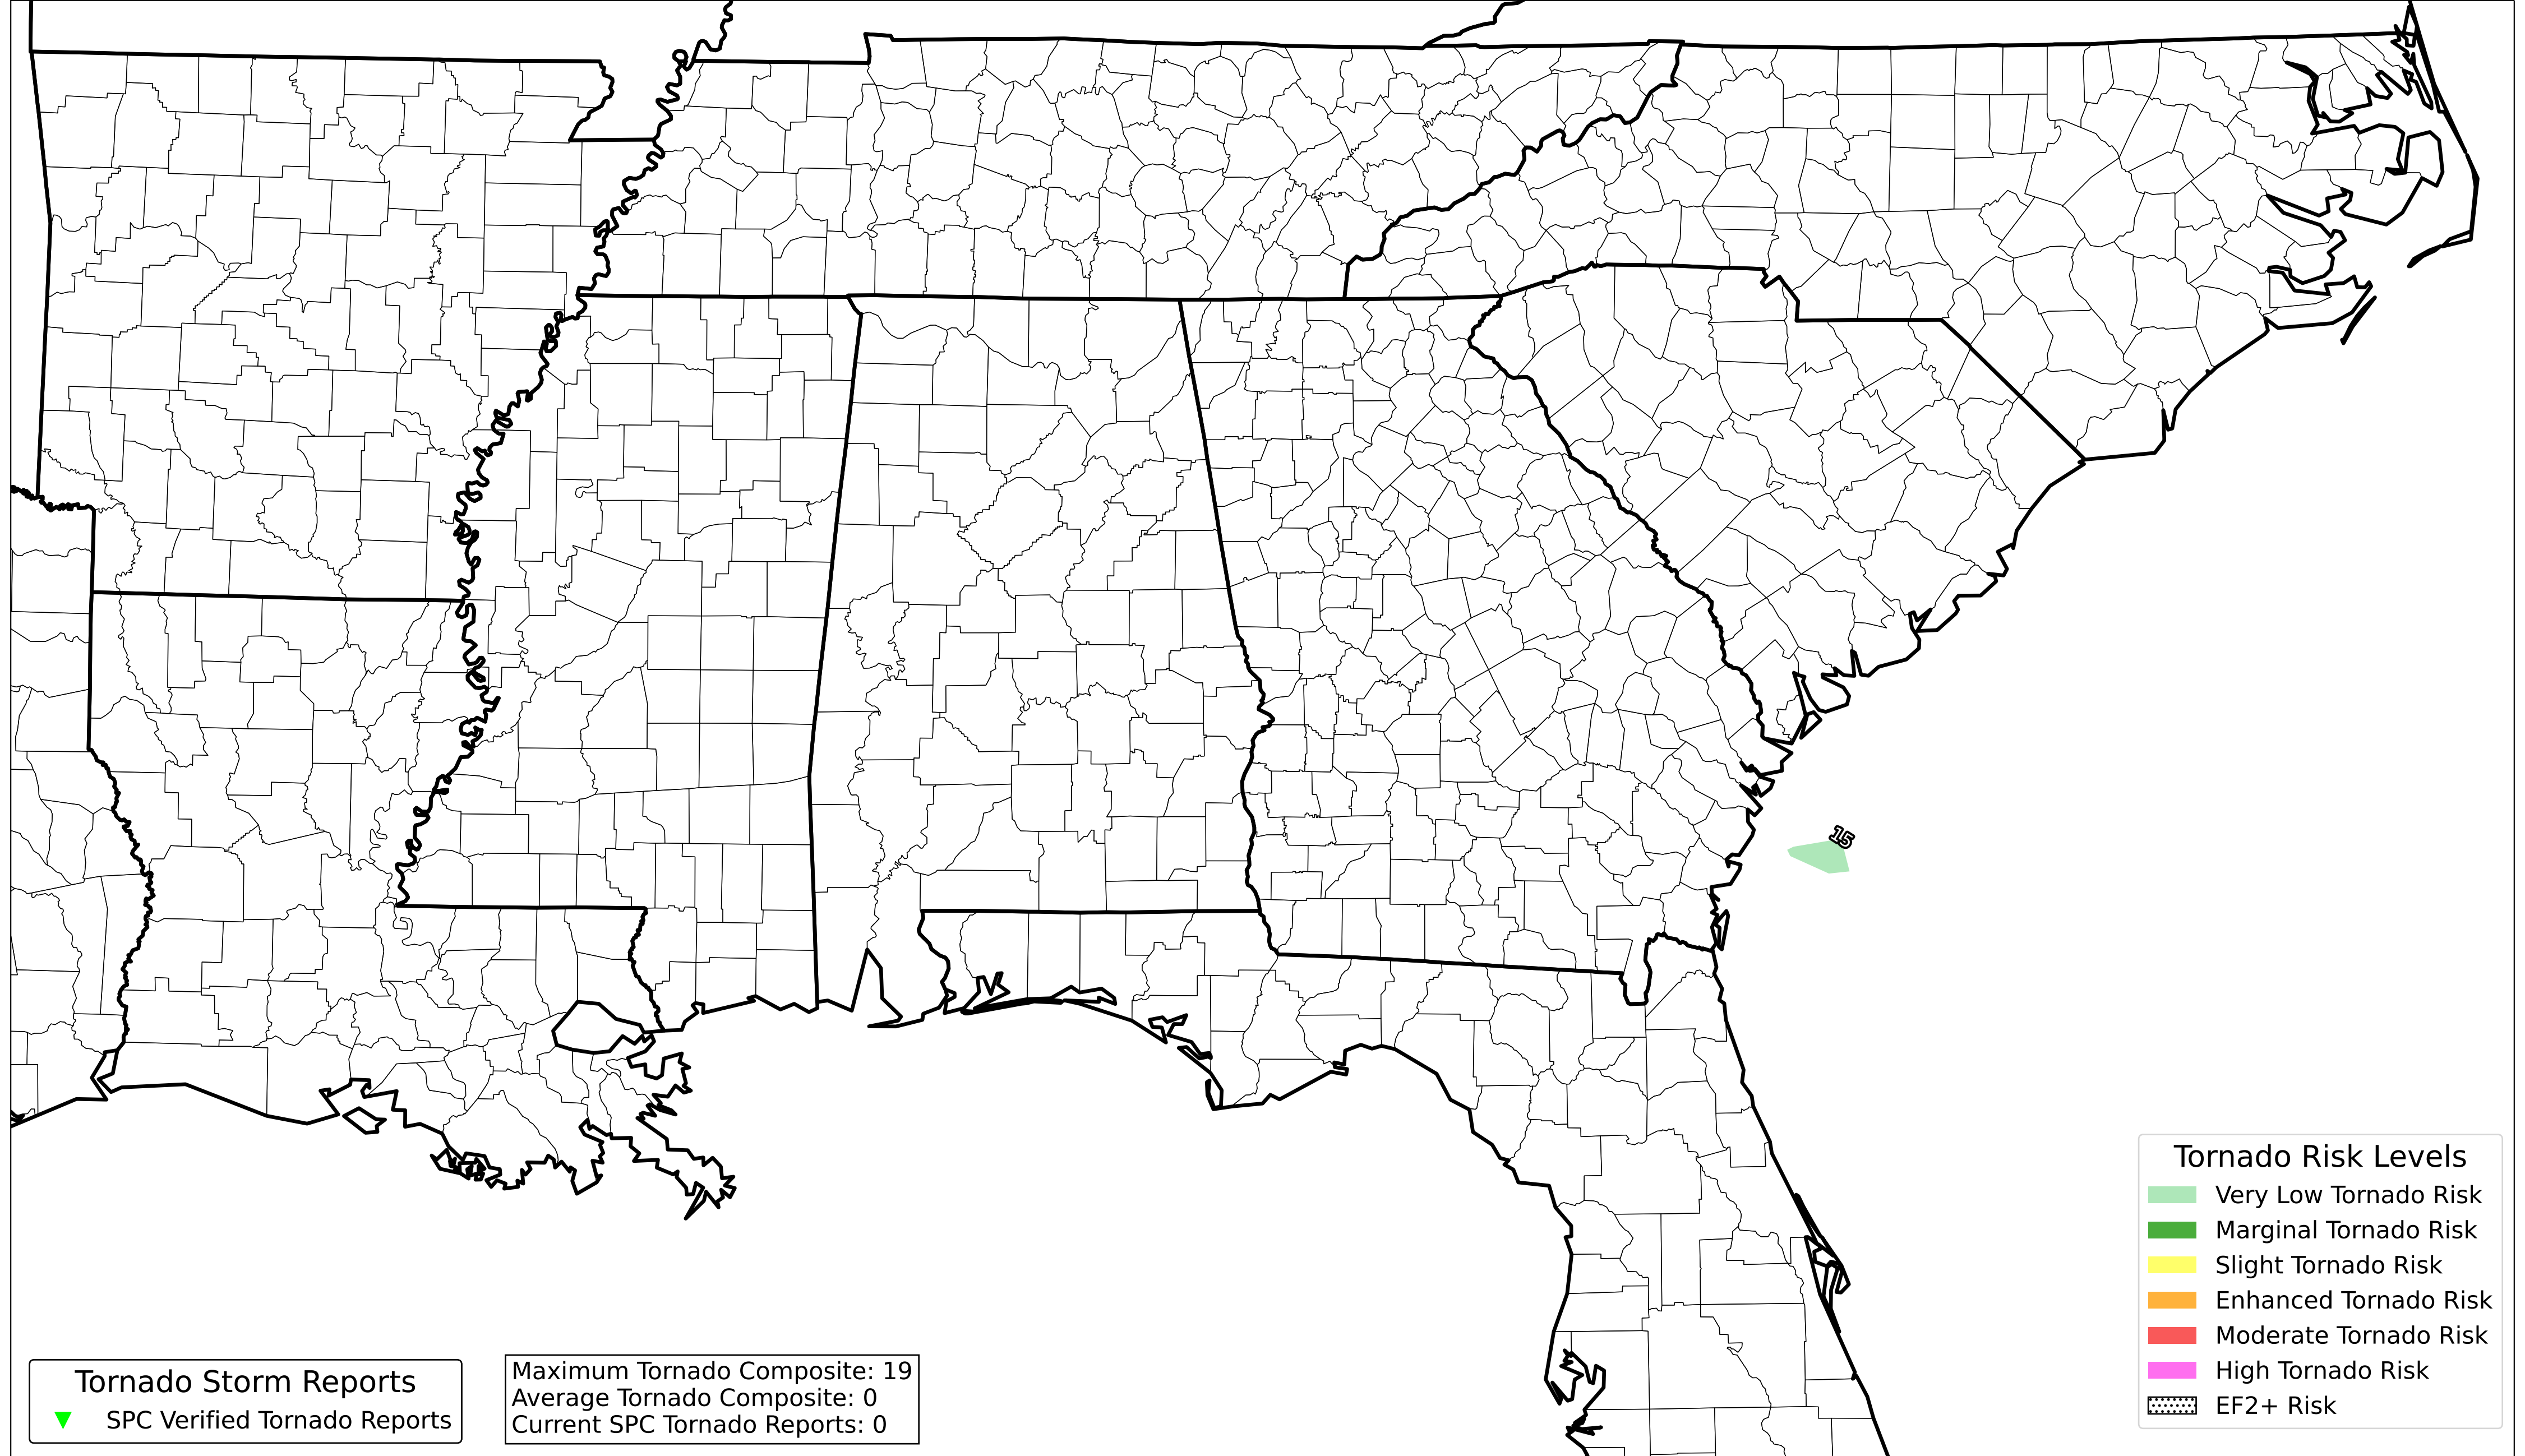 15
Tornado Risk Levels
Very Low Tornado Risk
Marginal Tornado Risk
Slight Tornado Risk
Enhanced Tornado Risk
Moderate Tornado Risk
High Tornado Risk
EF2+ Risk
Tornado Storm Reports
SPC Verified Tornado Reports
Maximum Tornado Composite: 19
Average Tornado Composite: 0
Current SPC Tornado Reports: 0